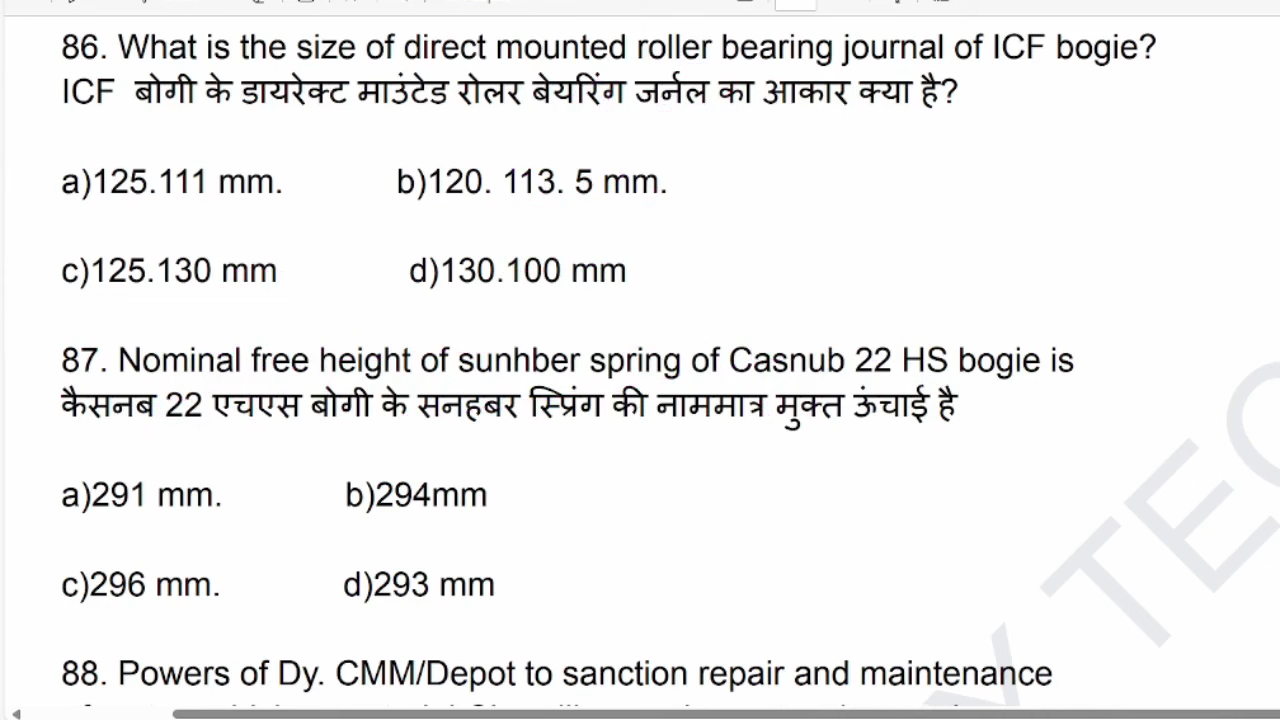 86. What is the size of direct mounted roller bearing journal of ICF bogie?
ICF बोगी के डायरेक्ट माउंटेड रोलर बेयरिंग जर्नल का आकार क्या है?
a)125.111 mm. b)120. 113. 5 mm.
c)125.130 mm d)130.100 mm
87. Nominal free height of sunhber spring of Casnub 22 HS bogie is
कैसनब 22 एचएस बोगी के सनहबर स्प्रिंग की नाममात्र मुक्त ऊंचाई है
a)291 mm. b)294mm
c)296 mm. d)293 mm
88. Powers of Dy. CMM/Depot to sanction repair and maintenance
Y TEC